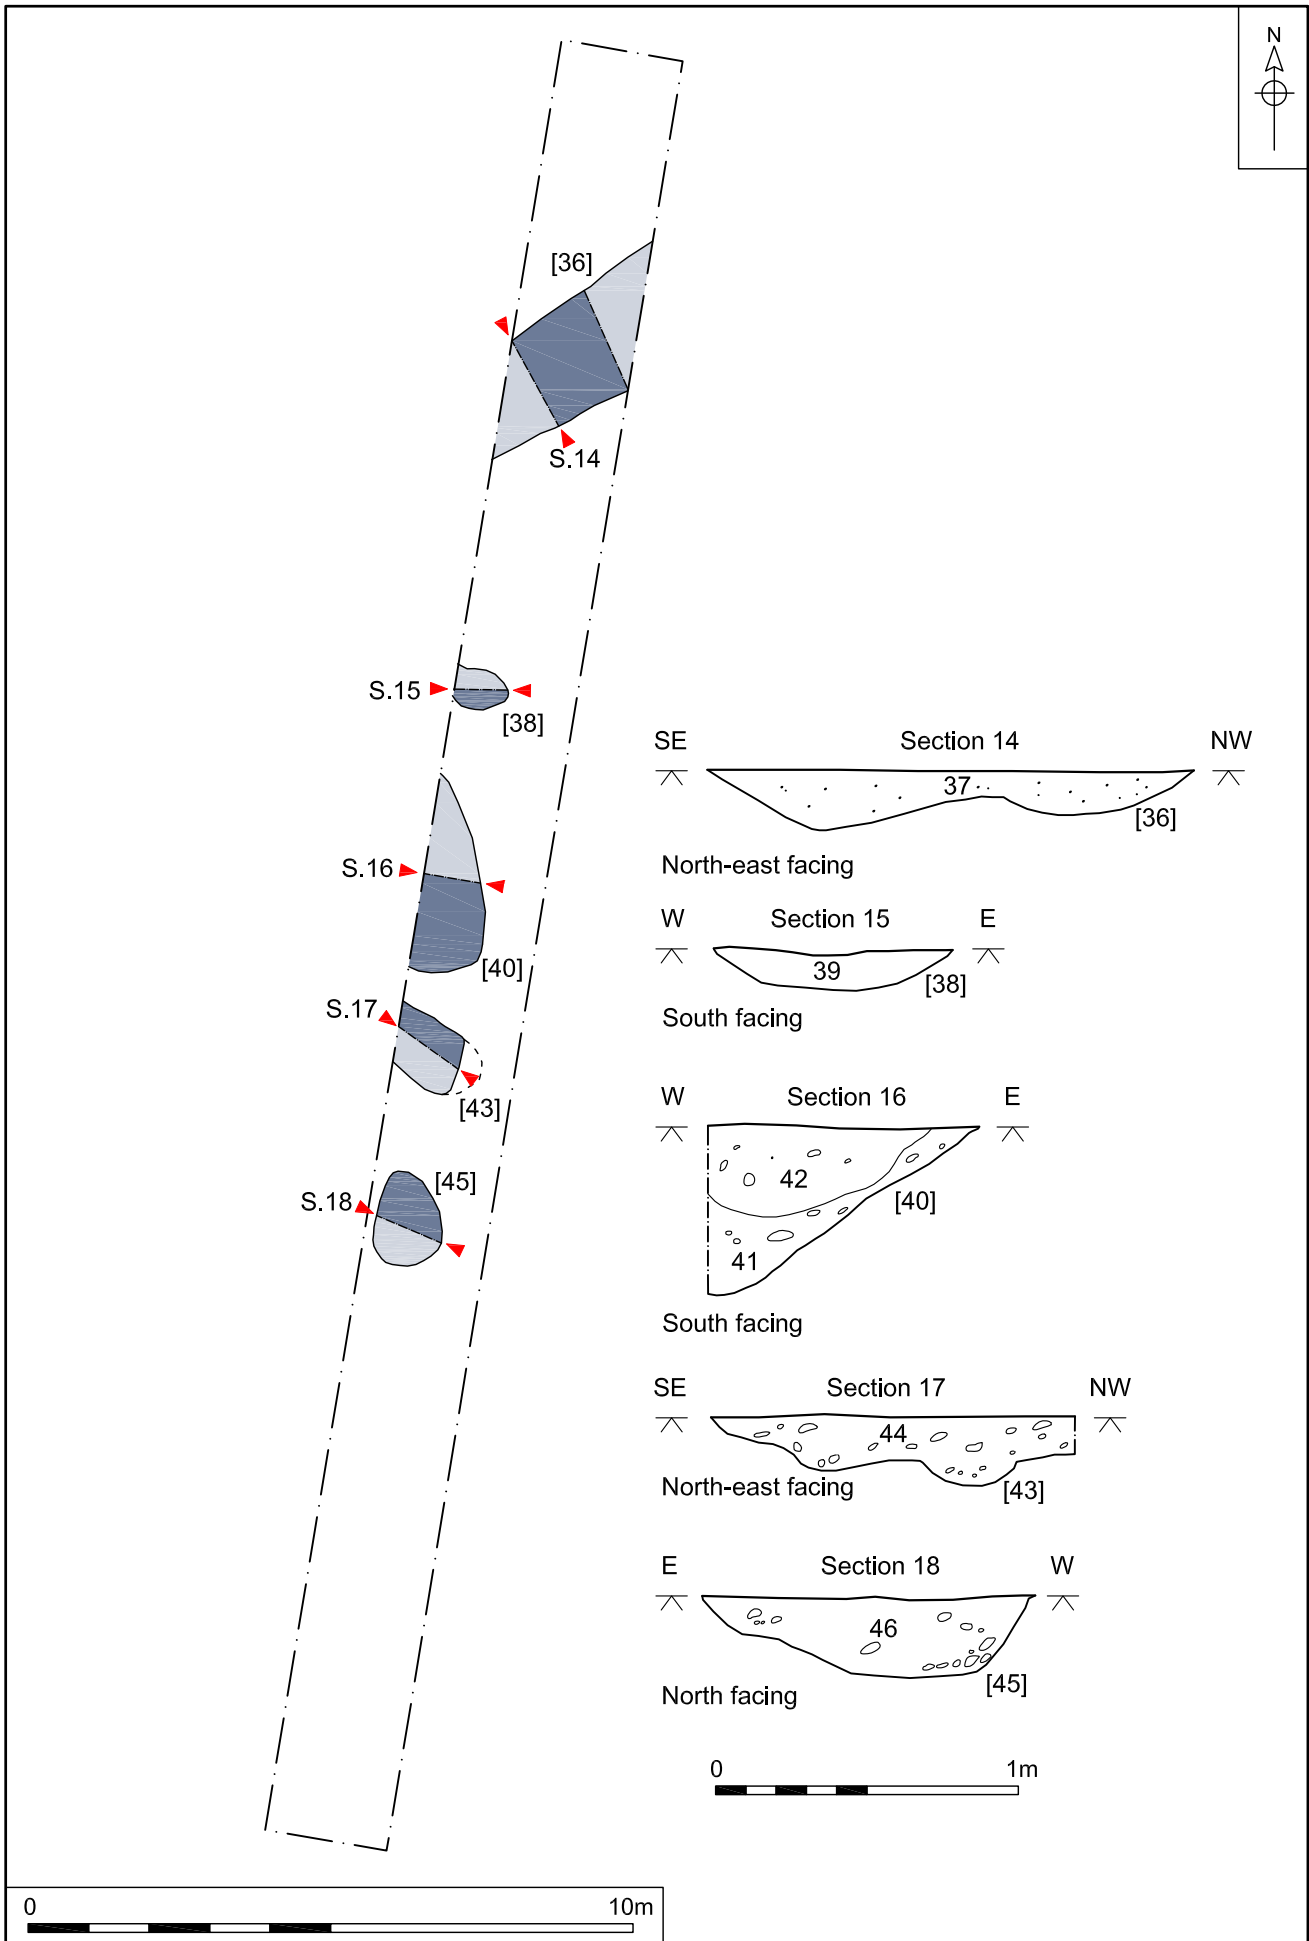 N
[36]
S.14
S.15
[38]
S.16
[40]
S.17
[43]
[45]
S.18
SE Section 14 NW
37
[36]
North-east facing
W Section 15 E
39
[38]
South facing
W Section 16 E
42
[40]
41
South facing
SE Section 17 NW
44
North-east facing
[43]
E Section 18 W
46
[45]
North facing
0 1m
0 10m